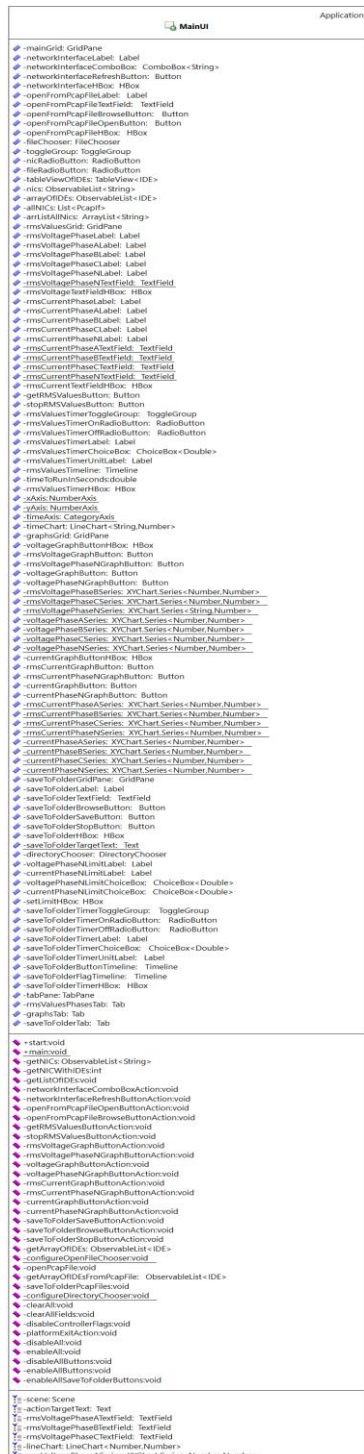 Application
MainUI
-mainGrid: GridPane
-networkInterfaceLabel: Label
-networkInterfaceComboBox: ComboBox<String>
-networkInterfaceRefreshButton: Button
-networkInterfaceHBox: HBox
-openFromPcapFileLabel: Label
-openFromPcapFileTextField: TextField
-openFromPcapFileBrowseButton: Button
-openFromPcapFileOpenButton: Button
-openFromPcapFileHBox: HBox
-fileChooser: FileChooser
-toggleGroup: ToggleGroup
-nicRadioButton: RadioButton
-fileRadioButton: RadioButton
-tableViewOfIDEs: TableView<IDE>
-nics: ObservableList<String>
-arrayOfIDEs: ObservableList<IDE>
-allNICs: List<PcapIf>
-arrListAllNics: ArrayList<String>
-rmsValuesGrid: GridPane
-rmsVoltagePhaseLabel: Label
-rmsVoltagePhaseALabel: Label
-rmsVoltagePhaseBLabel: Label
-rmsVoltagePhaseCLabel: Label
-rmsVoltagePhaseNLabel: Label
-rmsVoltagePhaseNTextField: TextField
-rmsVoltageTextFieldHBox: HBox
-rmsCurrentPhaseLabel: Label
-rmsCurrentPhaseALabel: Label
-rmsCurrentPhaseBLabel: Label
-rmsCurrentPhaseCLabel: Label
-rmsCurrentPhaseNLabel: Label
-rmsCurrentPhaseATextField: TextField
-rmsCurrentPhaseBTextField: TextField
-rmsCurrentPhaseCTextField: TextField
-rmsCurrentPhaseNTextField: TextField
-rmsCurrentTextFieldHBox: HBox
-getRMSValuesButton: Button
-stopRMSValuesButton: Button
-rmsValuesTimerToggleGroup: ToggleGroup
-rmsValuesTimerOnRadioButton: RadioButton
-rmsValuesTimerOffRadioButton: RadioButton
-rmsValuesTimerLabel: Label
-rmsValuesTimerChoiceBox: ChoiceBox<Double>
-rmsValuesTimerUnitLabel: Label
-rmsValuesTimeline: Timeline
-timeToRunInSeconds:double
-rmsValuesTimerHBox: HBox
-xAxis:NumberAxis
-yAxis:NumberAxis
-timeAxis: CategoryAxis
-timeChart: LineChart<String,Number>
-graphsGrid: GridPane
-voltageGraphButtonHBox: HBox
-rmsVoltageGraphButton: Button
-rmsVoltagePhaseNGraphButton: Button
-voltageGraphButton: Button
-voltagePhaseNGraphButton: Button
-rmsVoltagePhaseBSeries: XYChart.Series<Number,Number>
-rmsVoltagePhaseCSeries: XYChart.Series<Number,Number>
-rmsVoltagePhaseNSeries: XYChart.Series<String,Number>
-voltagePhaseASeries: XYChart.Series<Number,Number>
-voltagePhaseBSeries: XYChart.Series<Number,Number>
-voltagePhaseCSeries: XYChart.Series<Number,Number>
-voltagePhaseNSeries: XYChart.Series<Number,Number>
-currentGraphButtonHBox: HBox
-rmsCurrentGraphButton: Button
-rmsCurrentPhaseNGraphButton: Button
-currentGraphButton: Button
-currentPhaseNGraphButton: Button
-rmsCurrentPhaseASeries: XYChart.Series<Number,Number>
-rmsCurrentPhaseBSeries: XYChart.Series<Number,Number>
-rmsCurrentPhaseCSeries: XYChart.Series<Number,Number>
-rmsCurrentPhaseNSeries: XYChart.Series<Number,Number>
-currentPhaseASeries: XYChart.Series<Number,Number>
-currentPhaseBSeries: XYChart.Series<Number,Number>
-currentPhaseCSeries: XYChart.Series<Number,Number>
-currentPhaseNSeries: XYChart.Series<Number,Number>
-saveToFolderGridPane: GridPane
-saveToFolderLabel: Label
-saveToFolderTextField: TextField
-saveToFolderBrowseButton: Button
-saveToFolderSaveButton: Button
-saveToFolderStopButton: Button
-saveToFolderHBox: HBox
-saveToFolderTargetText: Text
-directoryChooser: DirectoryChooser
-voltagePhaseNLimitLabel: Label
-currentPhaseNLimitLabel: Label
-voltagePhaseNLimitChoiceBox: ChoiceBox<Double>
-currentPhaseNLimitChoiceBox: ChoiceBox<Double>
-setLimitHBox: HBox
-saveToFolderTimerToggleGroup: ToggleGroup
-saveToFolderTimerOnRadioButton: RadioButton
-saveToFolderTimerOffRadioButton: RadioButton
-saveToFolderTimerLabel: Label
-saveToFolderTimerChoiceBox: ChoiceBox<Double>
-saveToFolderTimerUnitLabel: Label
-saveToFolderButtonTimeline: Timeline
-saveToFolderFlagTimeline: Timeline
-saveToFolderTimerHBox: HBox
-tabPane: TabPane
-rmsValuesPhasesTab: Tab
-graphsTab: Tab
-saveToFolderTab: Tab
+start:void
+main:void
-getNICs: ObservableList<String>
-getNICWithIDEs:int
-getListOfIDEs:void
-networkInterfaceComboBoxAction:void
-networkInterfaceRefreshButtonAction:void
-openFromPcapFileOpenButtonAction:void
-openFromPcapFileBrowseButtonAction:void
-getRMSValuesButtonAction:void
-stopRMSValuesButtonAction:void
-rmsVoltageGraphButtonAction:void
-rmsVoltagePhaseNGraphButtonAction:void
-voltageGraphButtonAction:void
-voltagePhaseNGraphButtonAction:void
-rmsCurrentGraphButtonAction:void
-rmsCurrentPhaseNGraphButtonAction:void
-currentGraphButtonAction:void
-currentPhaseNGraphButtonAction:void
-saveToFolderSaveButtonAction:void
-saveToFolderBrowseButtonAction:void
-saveToFolderStopButtonAction:void
-getArrayOfIDEs: ObservableList<IDE>
-configureOpenFileChooser:void
-openPcapFile:void
-getArrayOfIDEsFromPcapFile: ObservableList<IDE>
-saveToFolderPcapFiles:void
-configureDirectoryChooser:void
-clearAll:void
-clearAllFields:void
-disableControllerFlags:void
-platformExitAction:void
-disableAll:void
-enableAll:void
-disableAllButtons:void
-enableAllButtons:void
-enableAllSaveToFolderButtons:void
-scene: Scene
-actionTargetText: Text
-rmsVoltagePhaseATextField: TextField
-rmsVoltagePhaseBTextField: TextField
-rmsVoltagePhaseCTextField: TextField
-lineChart: LineChart<Number,Number>